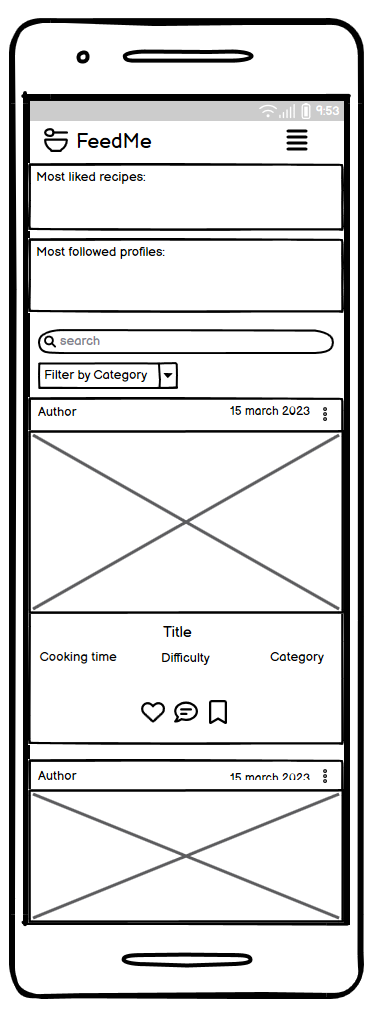 9:53
FeedMe
Most liked recipes:
Most followed profiles:
search
Filter by Category
Author 15 march 2023
Title
Cooking time Difficulty Category
Author 15 march 2023